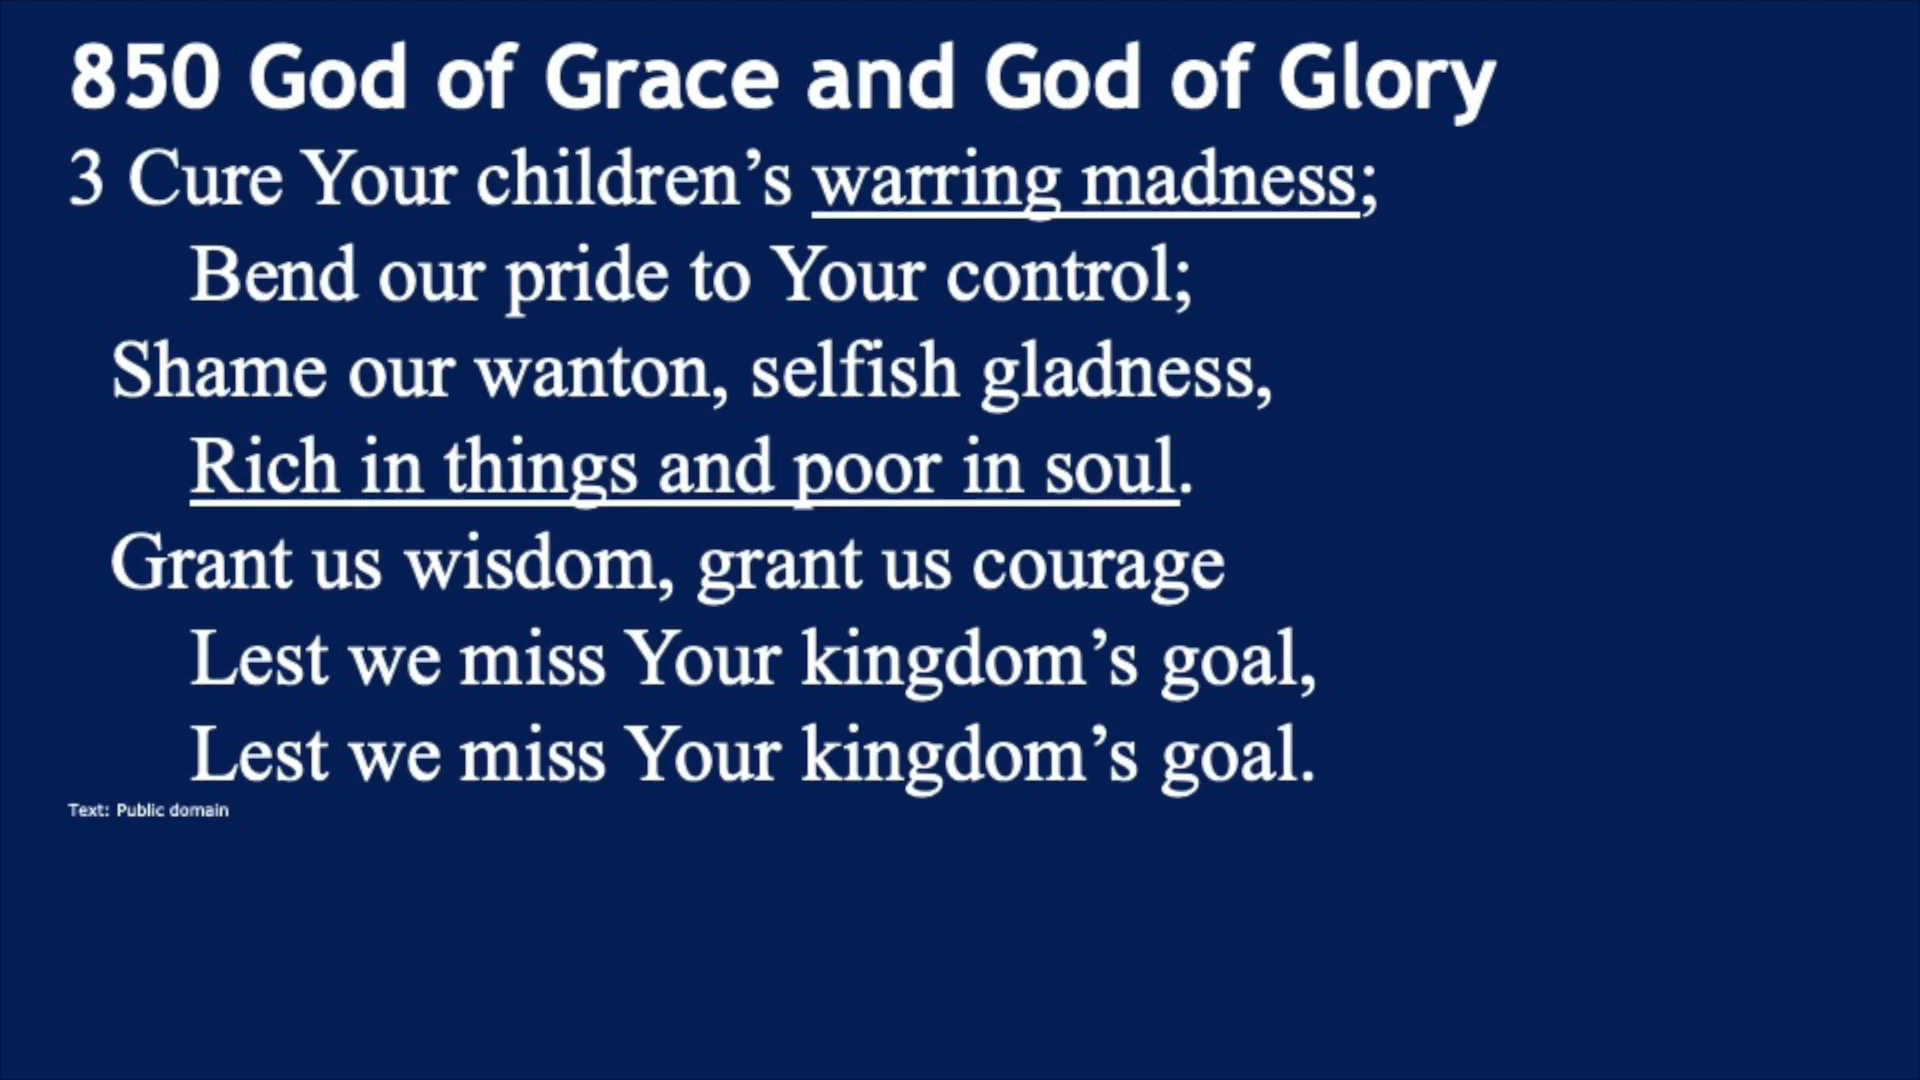 850 God of Grace and God of Glory
3 Cure Your children’s warring madness;
Bend our pride to Your control;
Shame our wanton, selfish gladness,
Rich in things and poor in soul.
Grant us wisdom, grant us courage
Lest we miss Your kingdom’s goal,
Lest we miss Your kingdom’s goal.
Text: Public domain